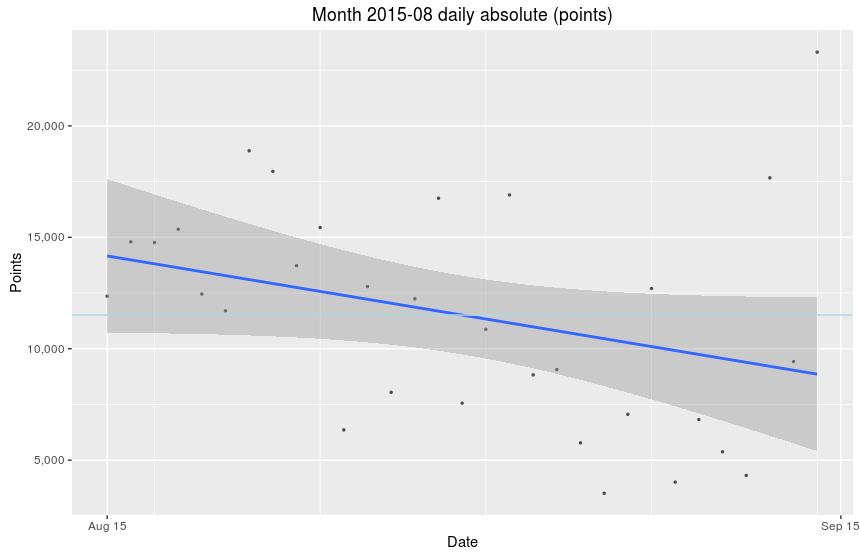 Month 2015-08 daily absolute (points)
Points
20,000
15,000
10,000
5,000
Aug 15
Sep 15
Date